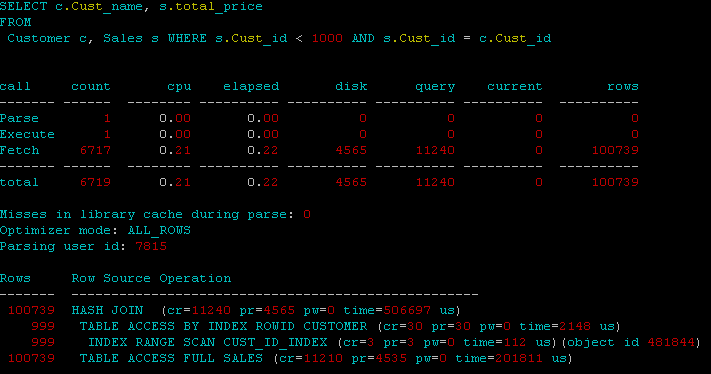 SELECT c.Cust_name, s.total_price
FROM
Customer c, Sales s WHERE s.Cust_id < 1000 AND s.Cust_id = c.Cust_id
call count cpu elapsed disk query current rows
------- ------ -------- ---------- ---------- ---------- ---------- ----------
Parse 1 0.00 0.00 0 0 0 0
Execute 1 0.00 0.00 0 0 0 0
Fetch 6717 0.21 0.22 4565 11240 0 100739
------- ------ -------- ---------- ---------- ---------- ---------- ----------
total 6719 0.21 0.22 4565 11240 0 100739
Misses in library cache during parse: 0
Optimizer mode: ALL_ROWS
Parsing user id: 7815
Rows Row Source Operation
------- ---------------------------------------------------
100739 HASH JOIN (cr=11240 pr=4565 pw=0 time=506697 us)
999 TABLE ACCESS BY INDEX ROWID CUSTOMER (cr=30 pr=30 pw=0 time=2148 us)
999 INDEX RANGE SCAN CUST_ID_INDEX (cr=3 pr=3 pw=0 time=112 us)(object id 481844)
100739 TABLE ACCESS FULL SALES (cr=11210 pr=4535 pw=0 time=201811 us)